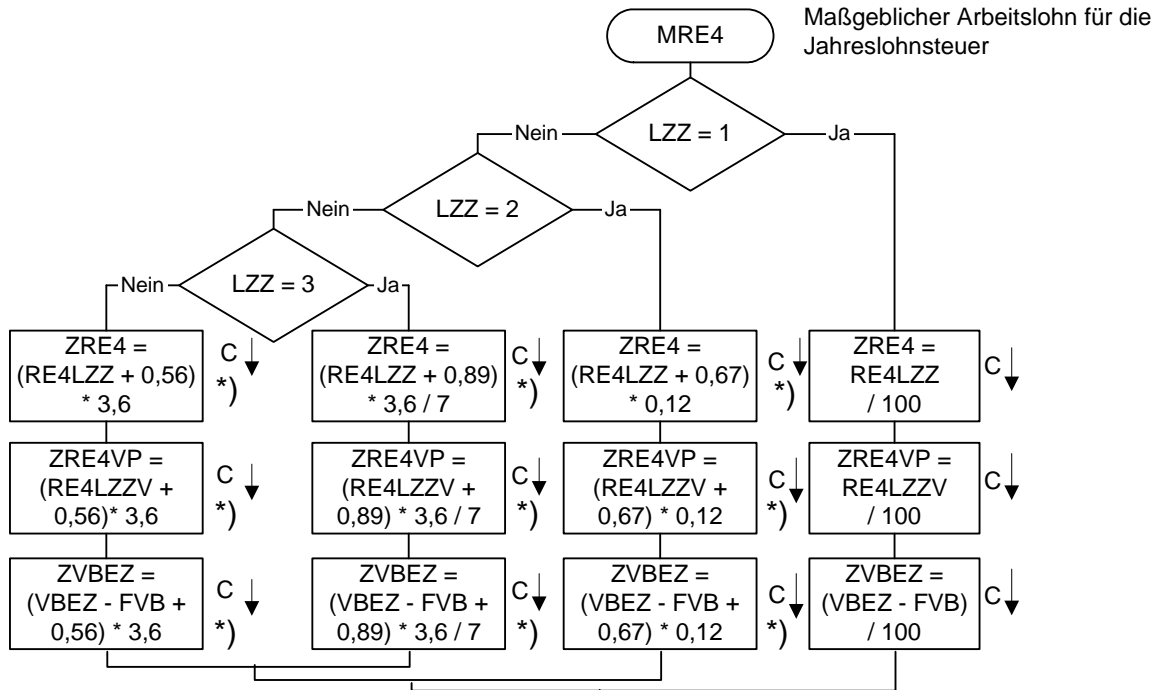 MRE4
Maßgeblicher Arbeitslohn für die
Jahreslohnsteuer
LZZ = 1
Nein
Ja
LZZ = 2
Nein
Ja
LZZ = 3
Nein
Ja
ZRE4 =
(RE4LZZ + 0,56)
* 3,6
C
*)
ZRE4 =
(RE4LZZ + 0,89)
* 3,6 / 7
C
*)
ZRE4 =
(RE4LZZ + 0,67)
* 0,12
C
*)
ZRE4 =
RE4LZZ
/ 100
C
ZRE4VP =
(RE4LZZV +
0,56)* 3,6
C
*)
ZRE4VP =
(RE4LZZV +
0,89) * 3,6 / 7
C
*)
ZRE4VP =
(RE4LZZV +
0,67) * 0,12
C
*)
ZRE4VP =
RE4LZZV
/ 100
C
ZVBEZ =
(VBEZ - FVB +
0,56) * 3,6
C
*)
ZVBEZ =
(VBEZ - FVB +
0,89) * 3,6 / 7
C
*)
ZVBEZ =
(VBEZ - FVB +
0,67) * 0,12
C
*)
ZVBEZ =
(VBEZ - FVB)
/ 100
C